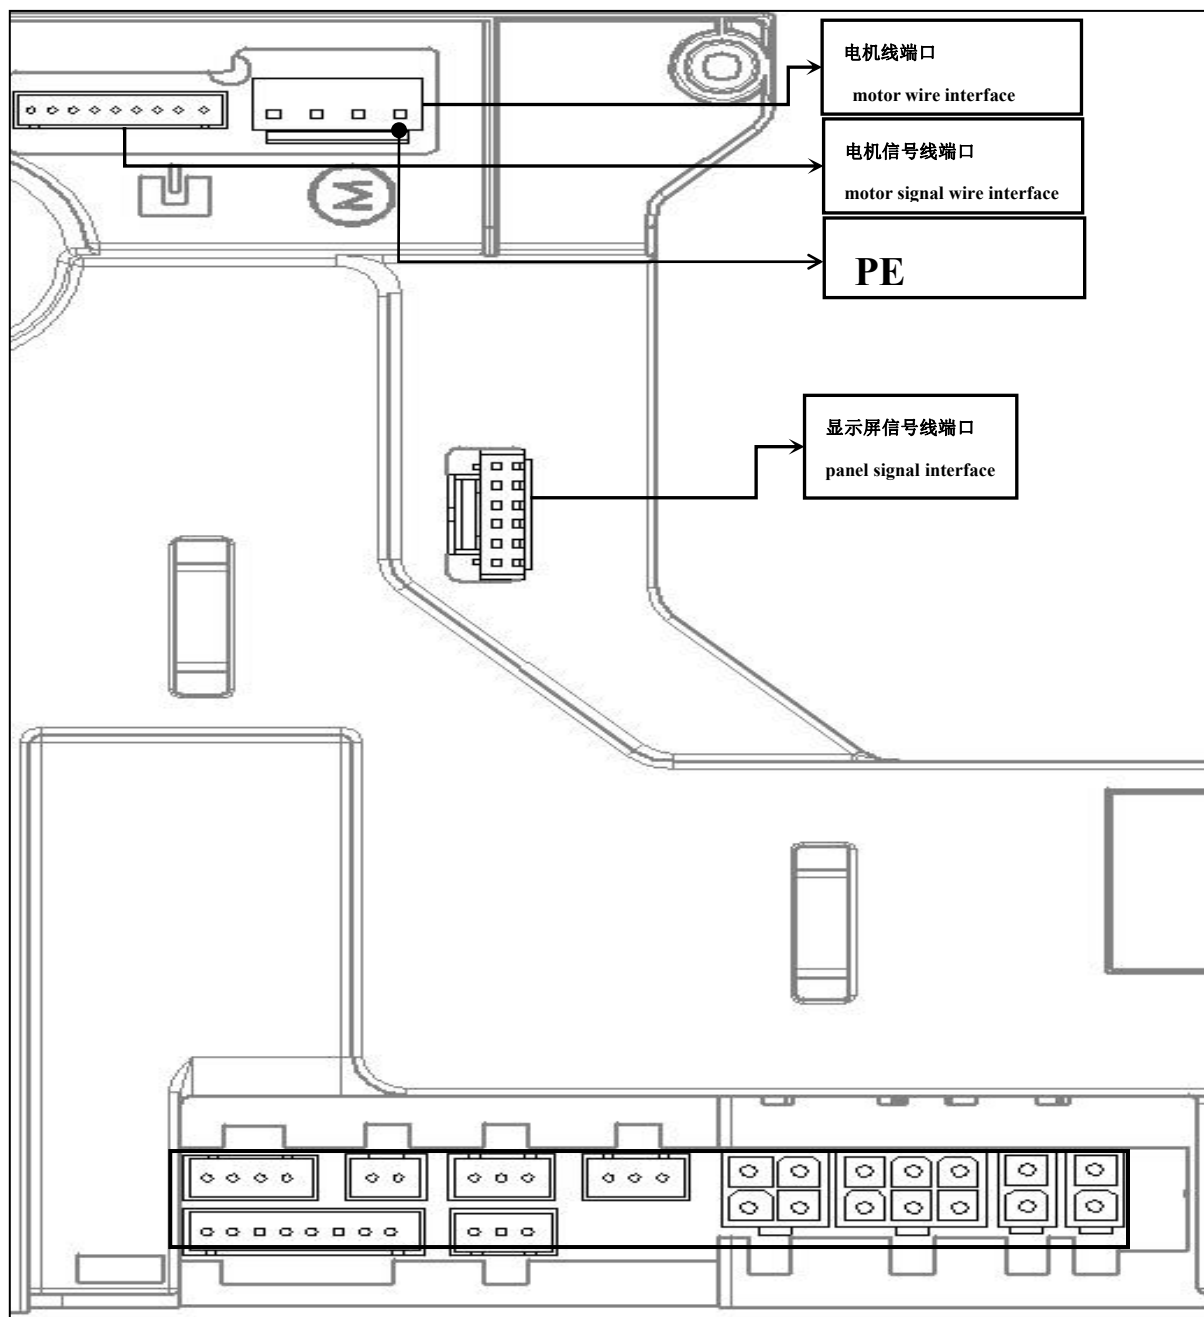 电机线端口
motor wire interface
电机信号线端口
motor signal wire interface
M
PE
显示屏信号线端口
panel signal interface